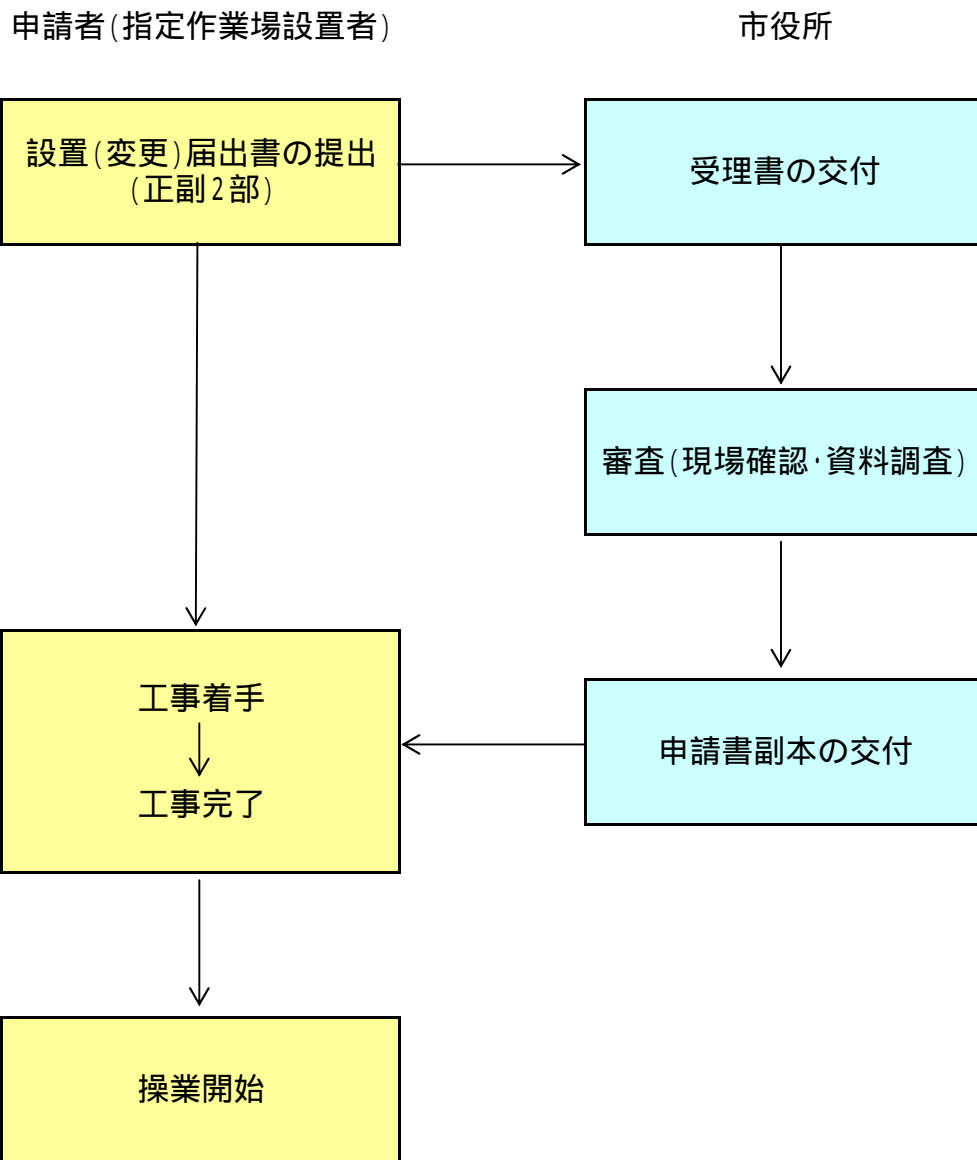 申請者(指定作業場設置者)
市役所
設置(変更)届出書の提出
(正副2部)
受理書の交付
審査(現場確認・資料調査)
工事着手
工事完了
申請書副本の交付
操業開始